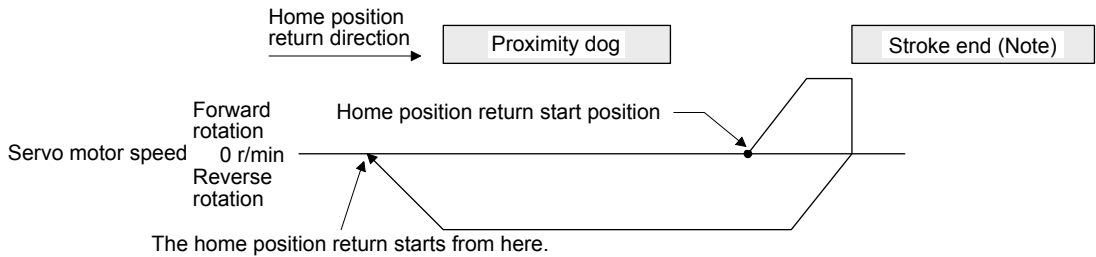 Home position
return direction
Proximity dog
Stroke end (Note)
Forward
rotation
Home position return start position
Servo motor speed
0 r/min
Reverse
rotation
The home position return starts from here.